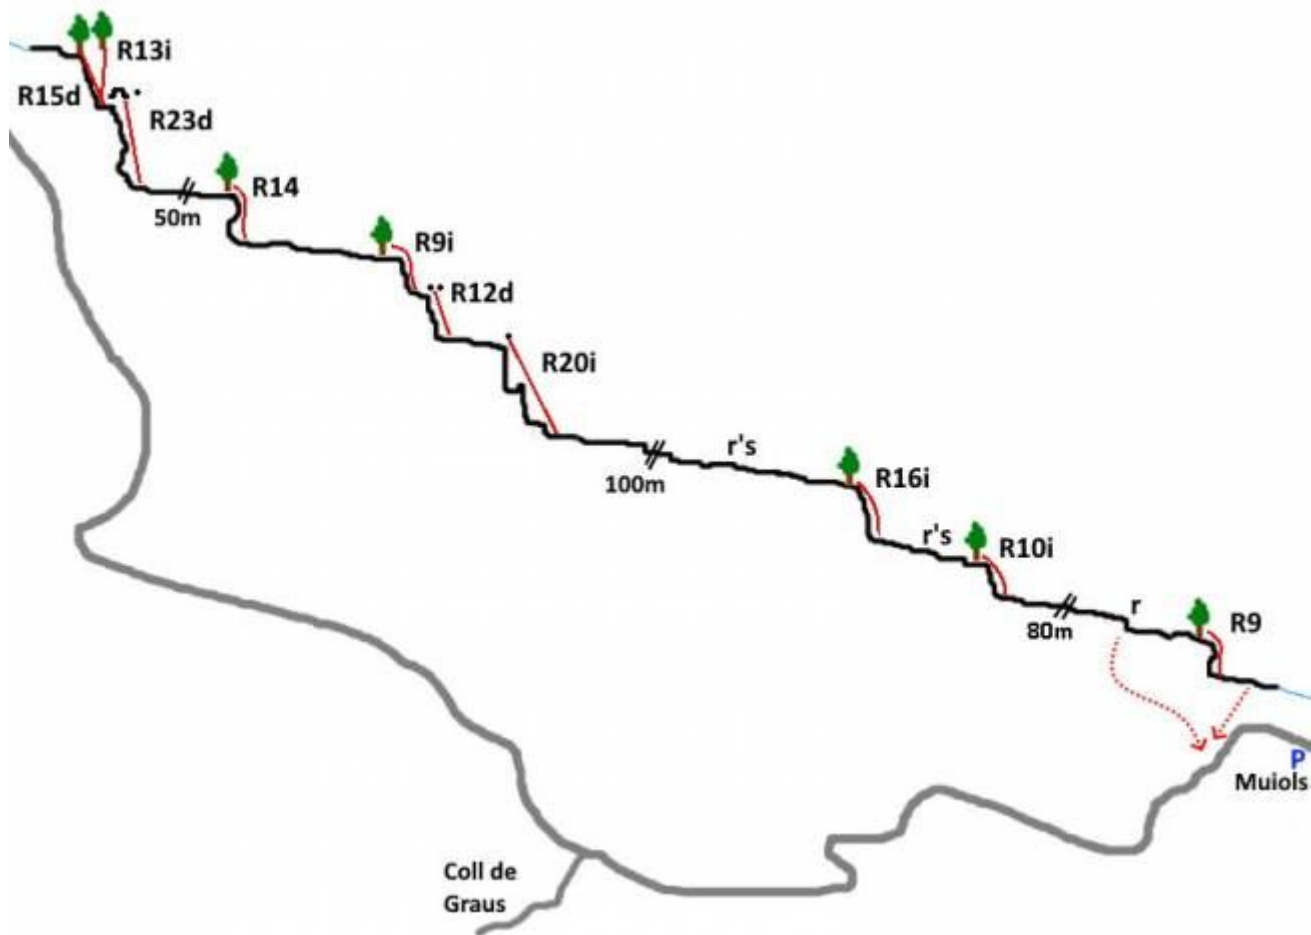 R13i
R15d
R23d
R14
50m
R9i
R12d
R20i
r's
100m
R16i
r's
R10i
r
80m
R9
P
Muiols
Coll de
Graus